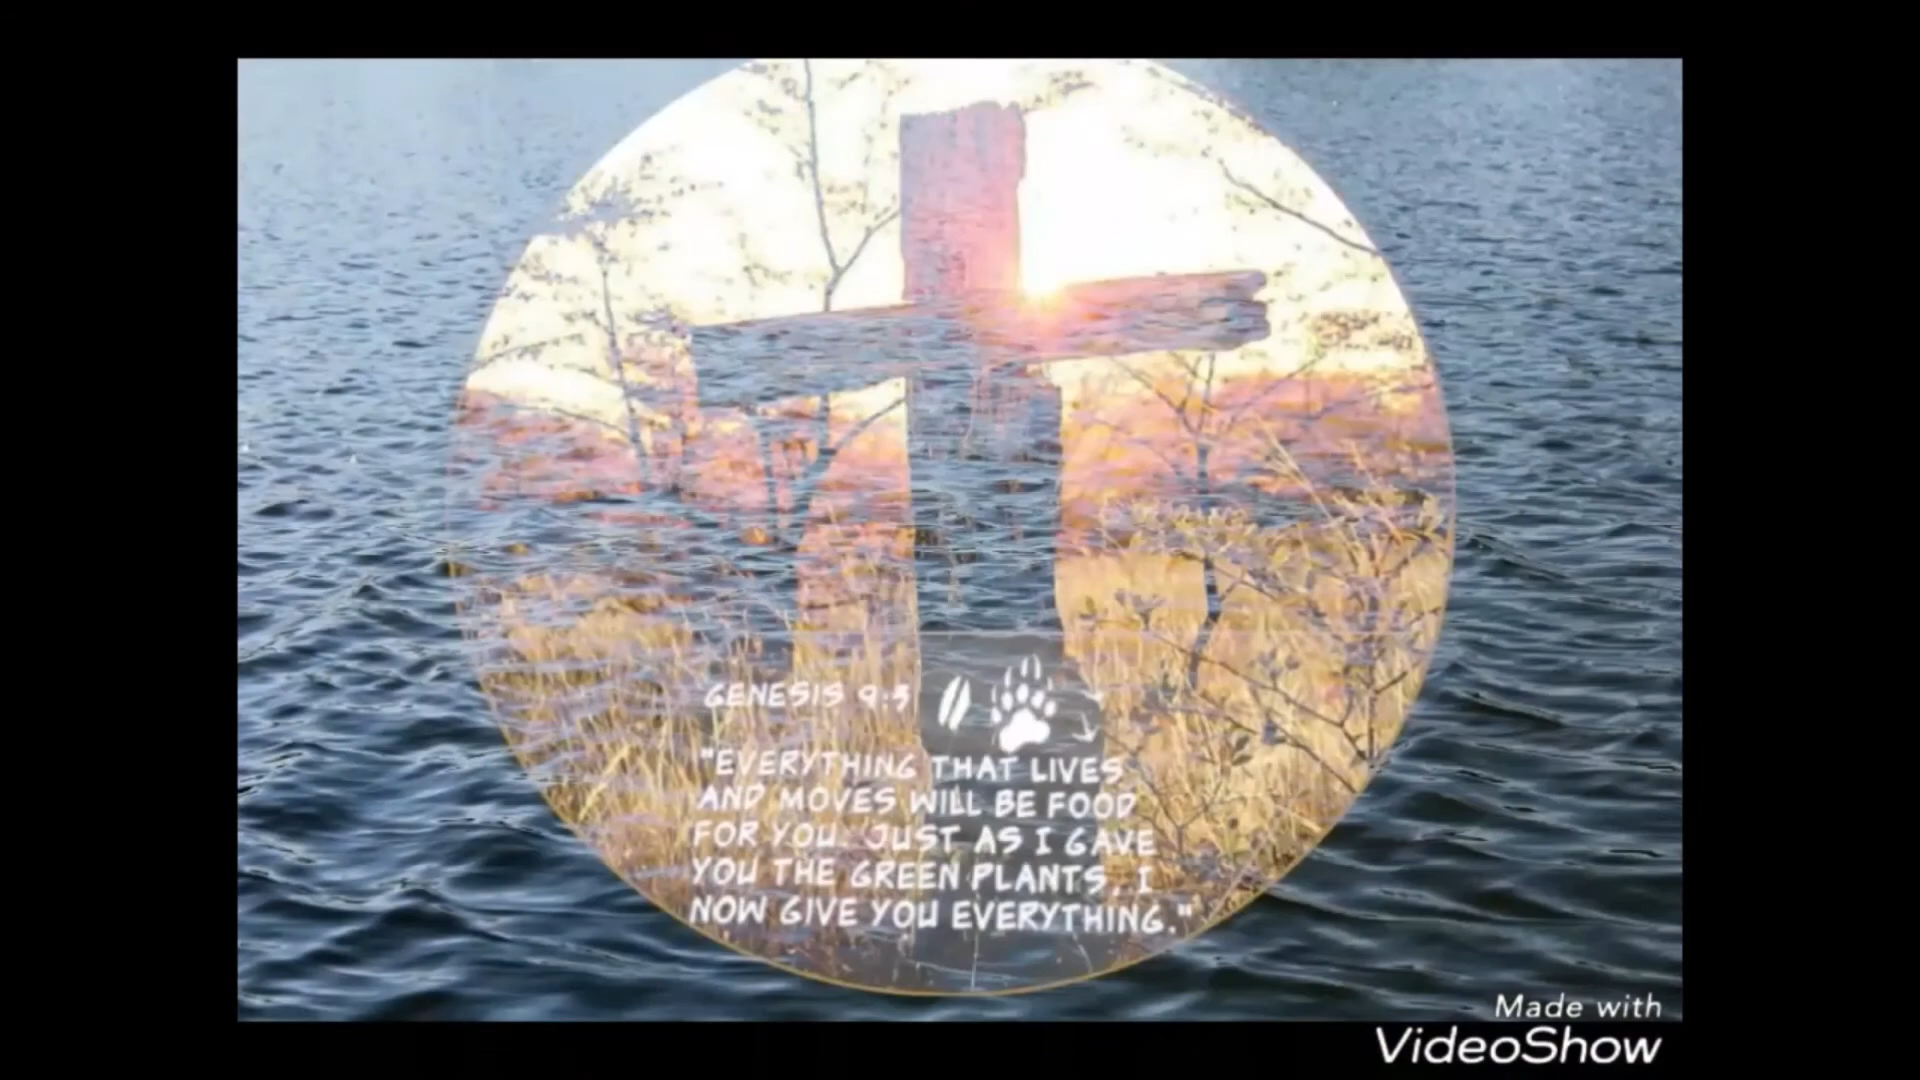 GENESIS 9:3
"EVERYTHING THAT LIVES
AND MOVES WILL BE FOOD
FOR YOU. JUST AS I GAVE
YOU THE GREEN PLANTS, I
NOW GIVE YOU EVERYTHING."
Made with
VideoShow